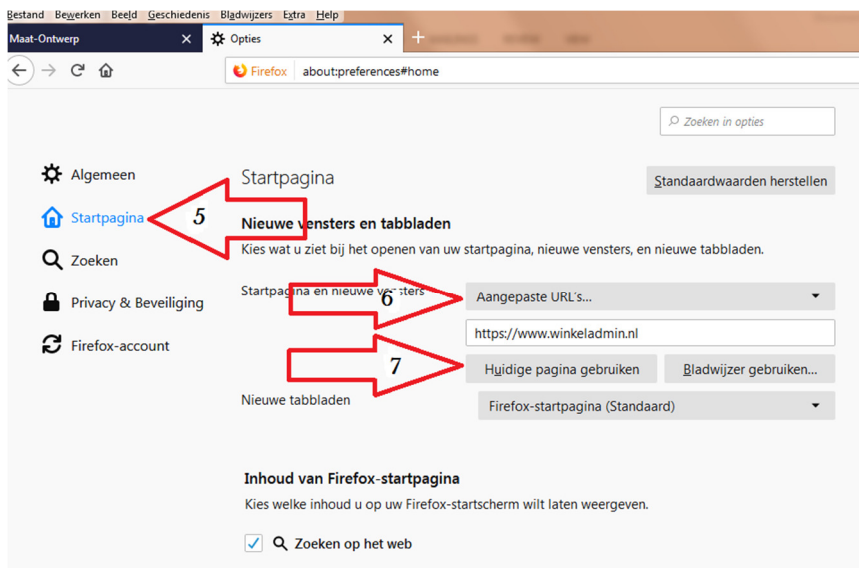 Bestand Bewerken Beeld Geschiedenis Bladwijzers Extra Help
Maat-Ontwerp × Opties × +
Firefox about:preferences#home
Zoeken in opties
Algemeen
Startpagina
Standaardwaarden herstellen
Startpagina
5
Nieuwe vensters en tabbladen
Kies wat u ziet bij het openen van uw startpagina, nieuwe vensters, en nieuwe tabbladen.
Zoeken
Startpagina en nieuwe vensters
6
Aangepaste URL's...
Privacy & Beveiliging
https://www.winkeladmin.nl
Firefox-account
7
Huidige pagina gebruiken
Bladwijzer gebruiken...
Nieuwe tabbladen
Firefox-startpagina (Standaard)
Inhoud van Firefox-startpagina
Kies welke inhoud u op uw Firefox-startscherm wilt laten weergeven.
Zoeken op het web